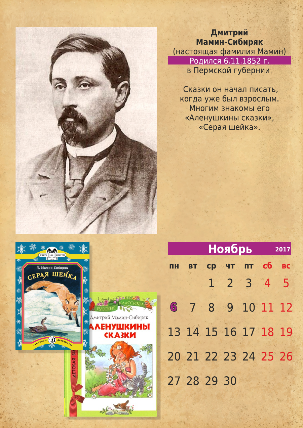 Дмитрий
Мамин-Сибиряк
(настоящая фамилия Мамин)
Родился 6.11 1852 г.
в Пермской губернии.
Сказки он начал писать,
когда уже был взрослым.
Многим знакомы его
«Аленушкины сказки»,
«Серая шейка».
Ноябрь 2017
пн вт ср чт пт сб вс
1 2 3 4 5
6 7 8 9 10 11 12
13 14 15 16 17 18 19
20 21 22 23 24 25 26
27 28 29 30
СЕРАЯ ШЕЙКА
Дмитрий Мамин-Сибиряк
АЛЕНУШКИНЫ
СКАЗКИ